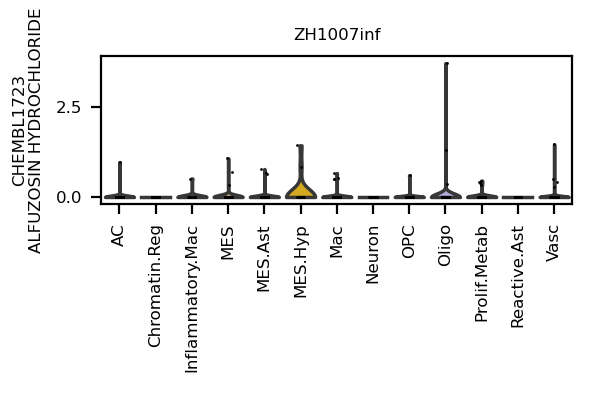 ZH1007inf
CHEMBL1723
ALFUZOSIN HYDROCHLORIDE
2.5
0.0
AC
Chromatin.Reg
Inflammatory.Mac
MES
MES.Ast
MES.Hyp
Mac
Neuron
OPC
Oligo
Prolif.Metab
Reactive.Ast
Vasc